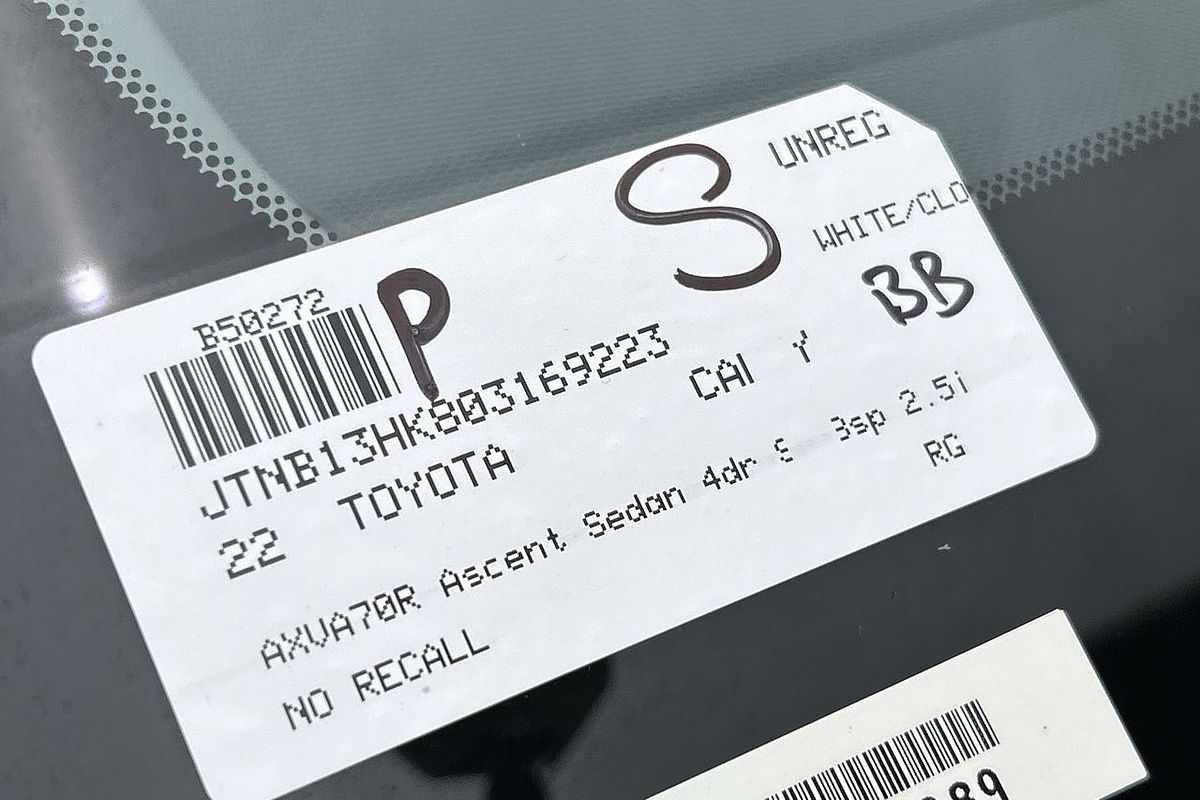 S UNREG
WHITE/CLO
BB
B50272 P
JTNB13HK803169223 CAI Y
22 TOYOTA
AXVA70R Ascent Sedan 4dr S 3sp 2.5i
RG
NO RECALL
89